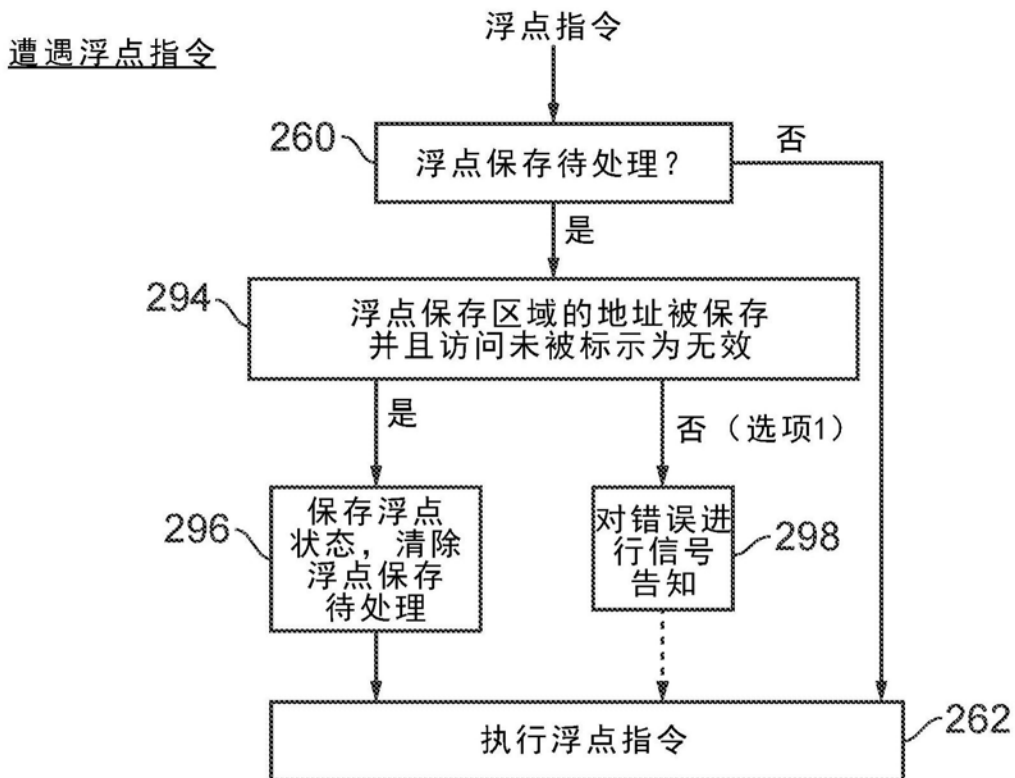 遭遇浮点指令
浮点指令
260
浮点保存待处理?
否
是
294
浮点保存区域的地址被保存
并且访问未被标示为无效
是
否（选项1）
296
保存浮点
状态，清除
浮点保存
待处理
对错误进
行信号
告知
298
执行浮点指令
262